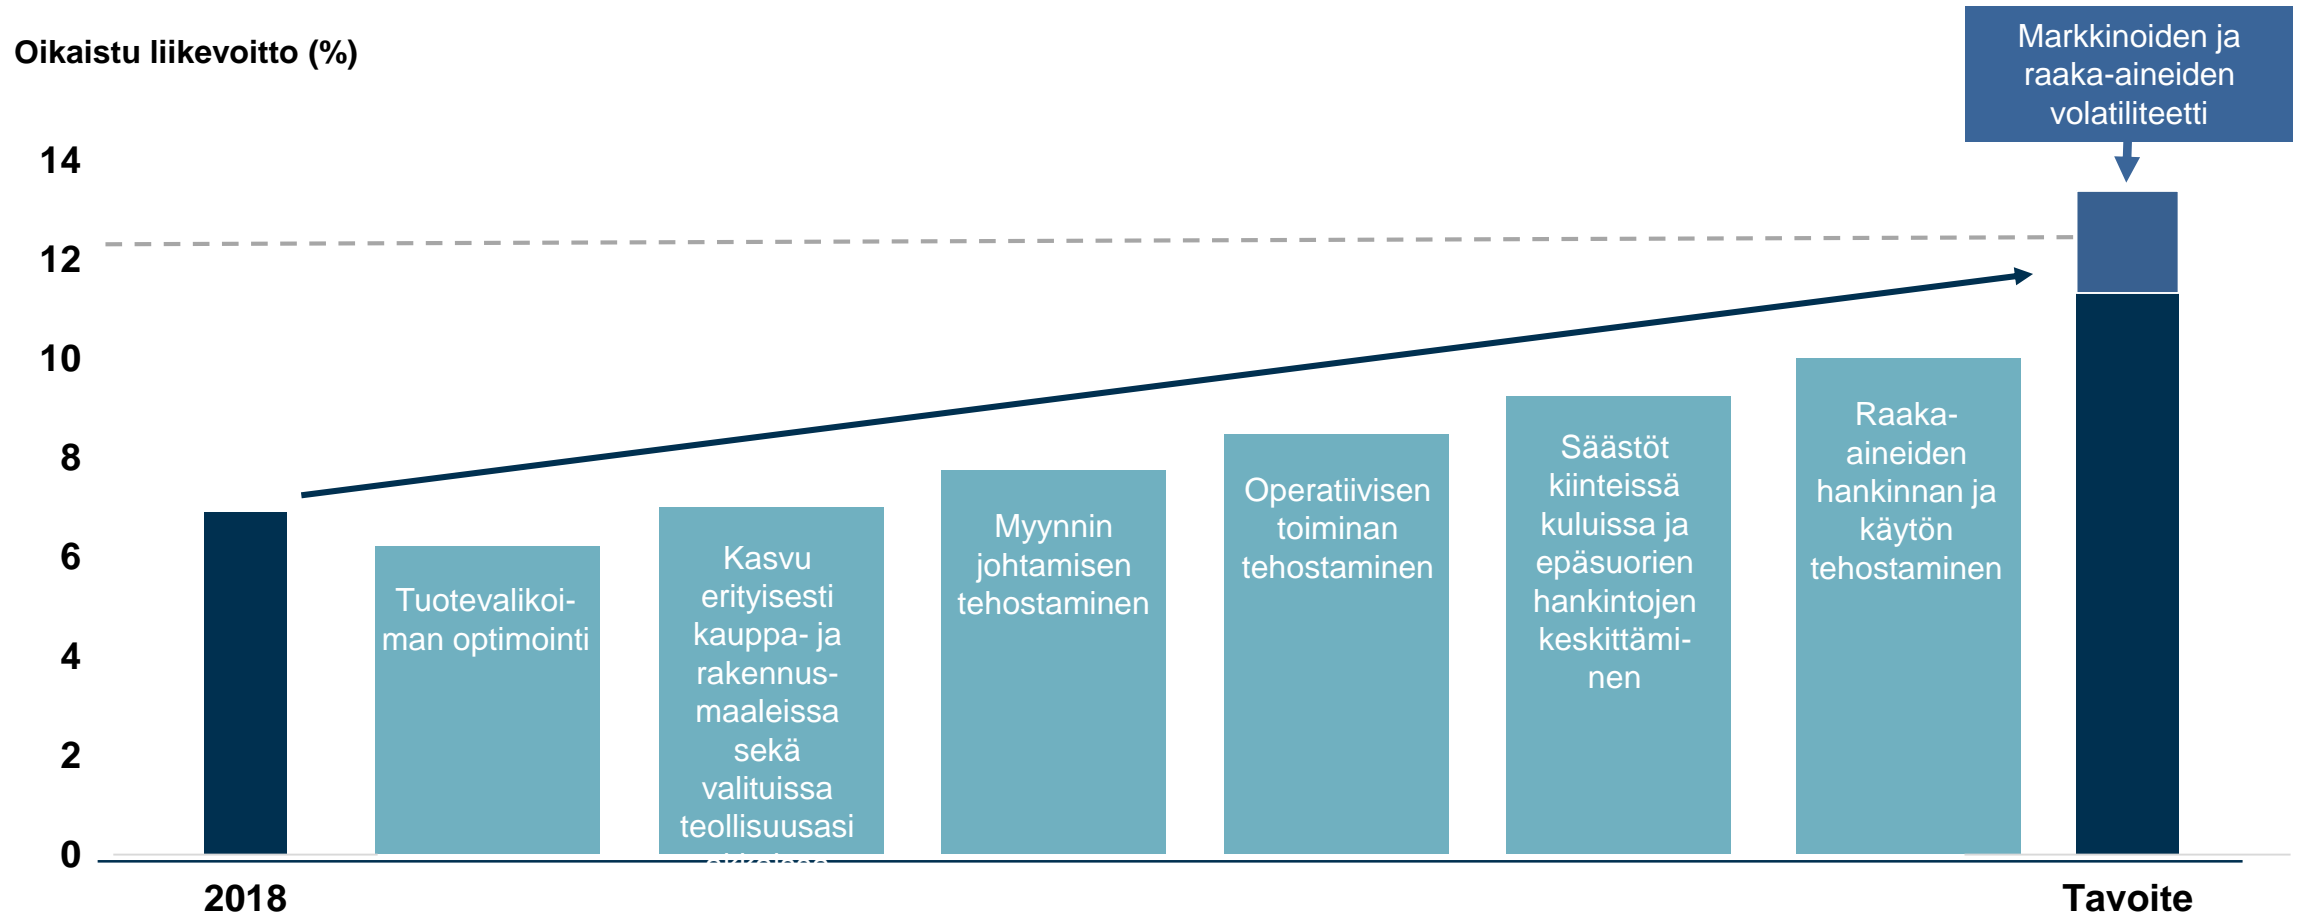 Oikaistu liikevoitto (%)
Markkinoiden ja
raaka-aineiden
volatiliteetti
14
12
10
8
6
4
2
0
Tuotevalikoi-
man optimointi
Kasvu
erityisesti
kauppa- ja
rakennus-
maaleissa
sekä
valituissa
teollisuusasi
Myynnin
johtamisen
tehostaminen
Operatiivisen
toiminan
tehostaminen
Säästöt
kiinteissä
kuluissa ja
epäsuorien
hankintojen
keskittämi-
nen
Raaka-
aineiden
hankinnan ja
käytön
tehostaminen
2018
Tavoite